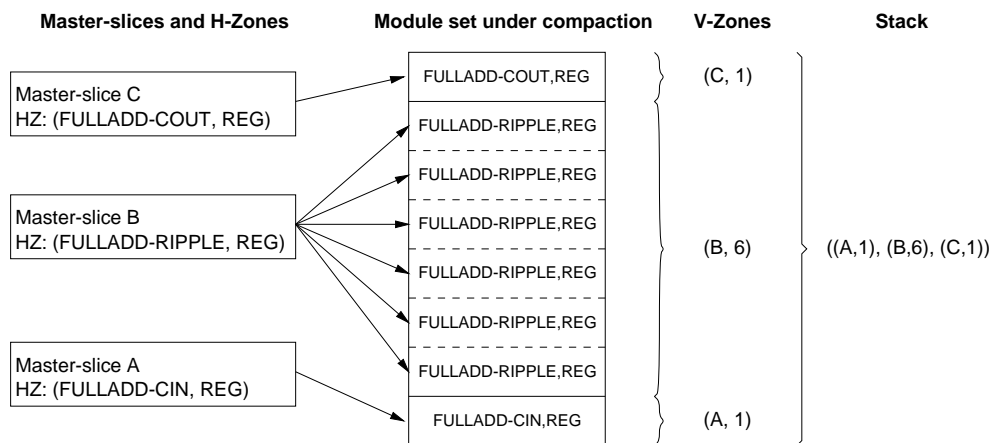 Master-slices and H-Zones
Module set under compaction
V-Zones
Stack
Master-slice C
HZ: (FULLADD-COUT, REG)
Master-slice B
HZ: (FULLADD-RIPPLE, REG)
Master-slice A
HZ: (FULLADD-CIN, REG)
FULLADD-COUT,REG
FULLADD-RIPPLE,REG
FULLADD-RIPPLE,REG
FULLADD-RIPPLE,REG
FULLADD-RIPPLE,REG
FULLADD-RIPPLE,REG
FULLADD-RIPPLE,REG
FULLADD-CIN,REG
(C, 1)
(B, 6)
(A, 1)
((A,1), (B,6), (C,1))